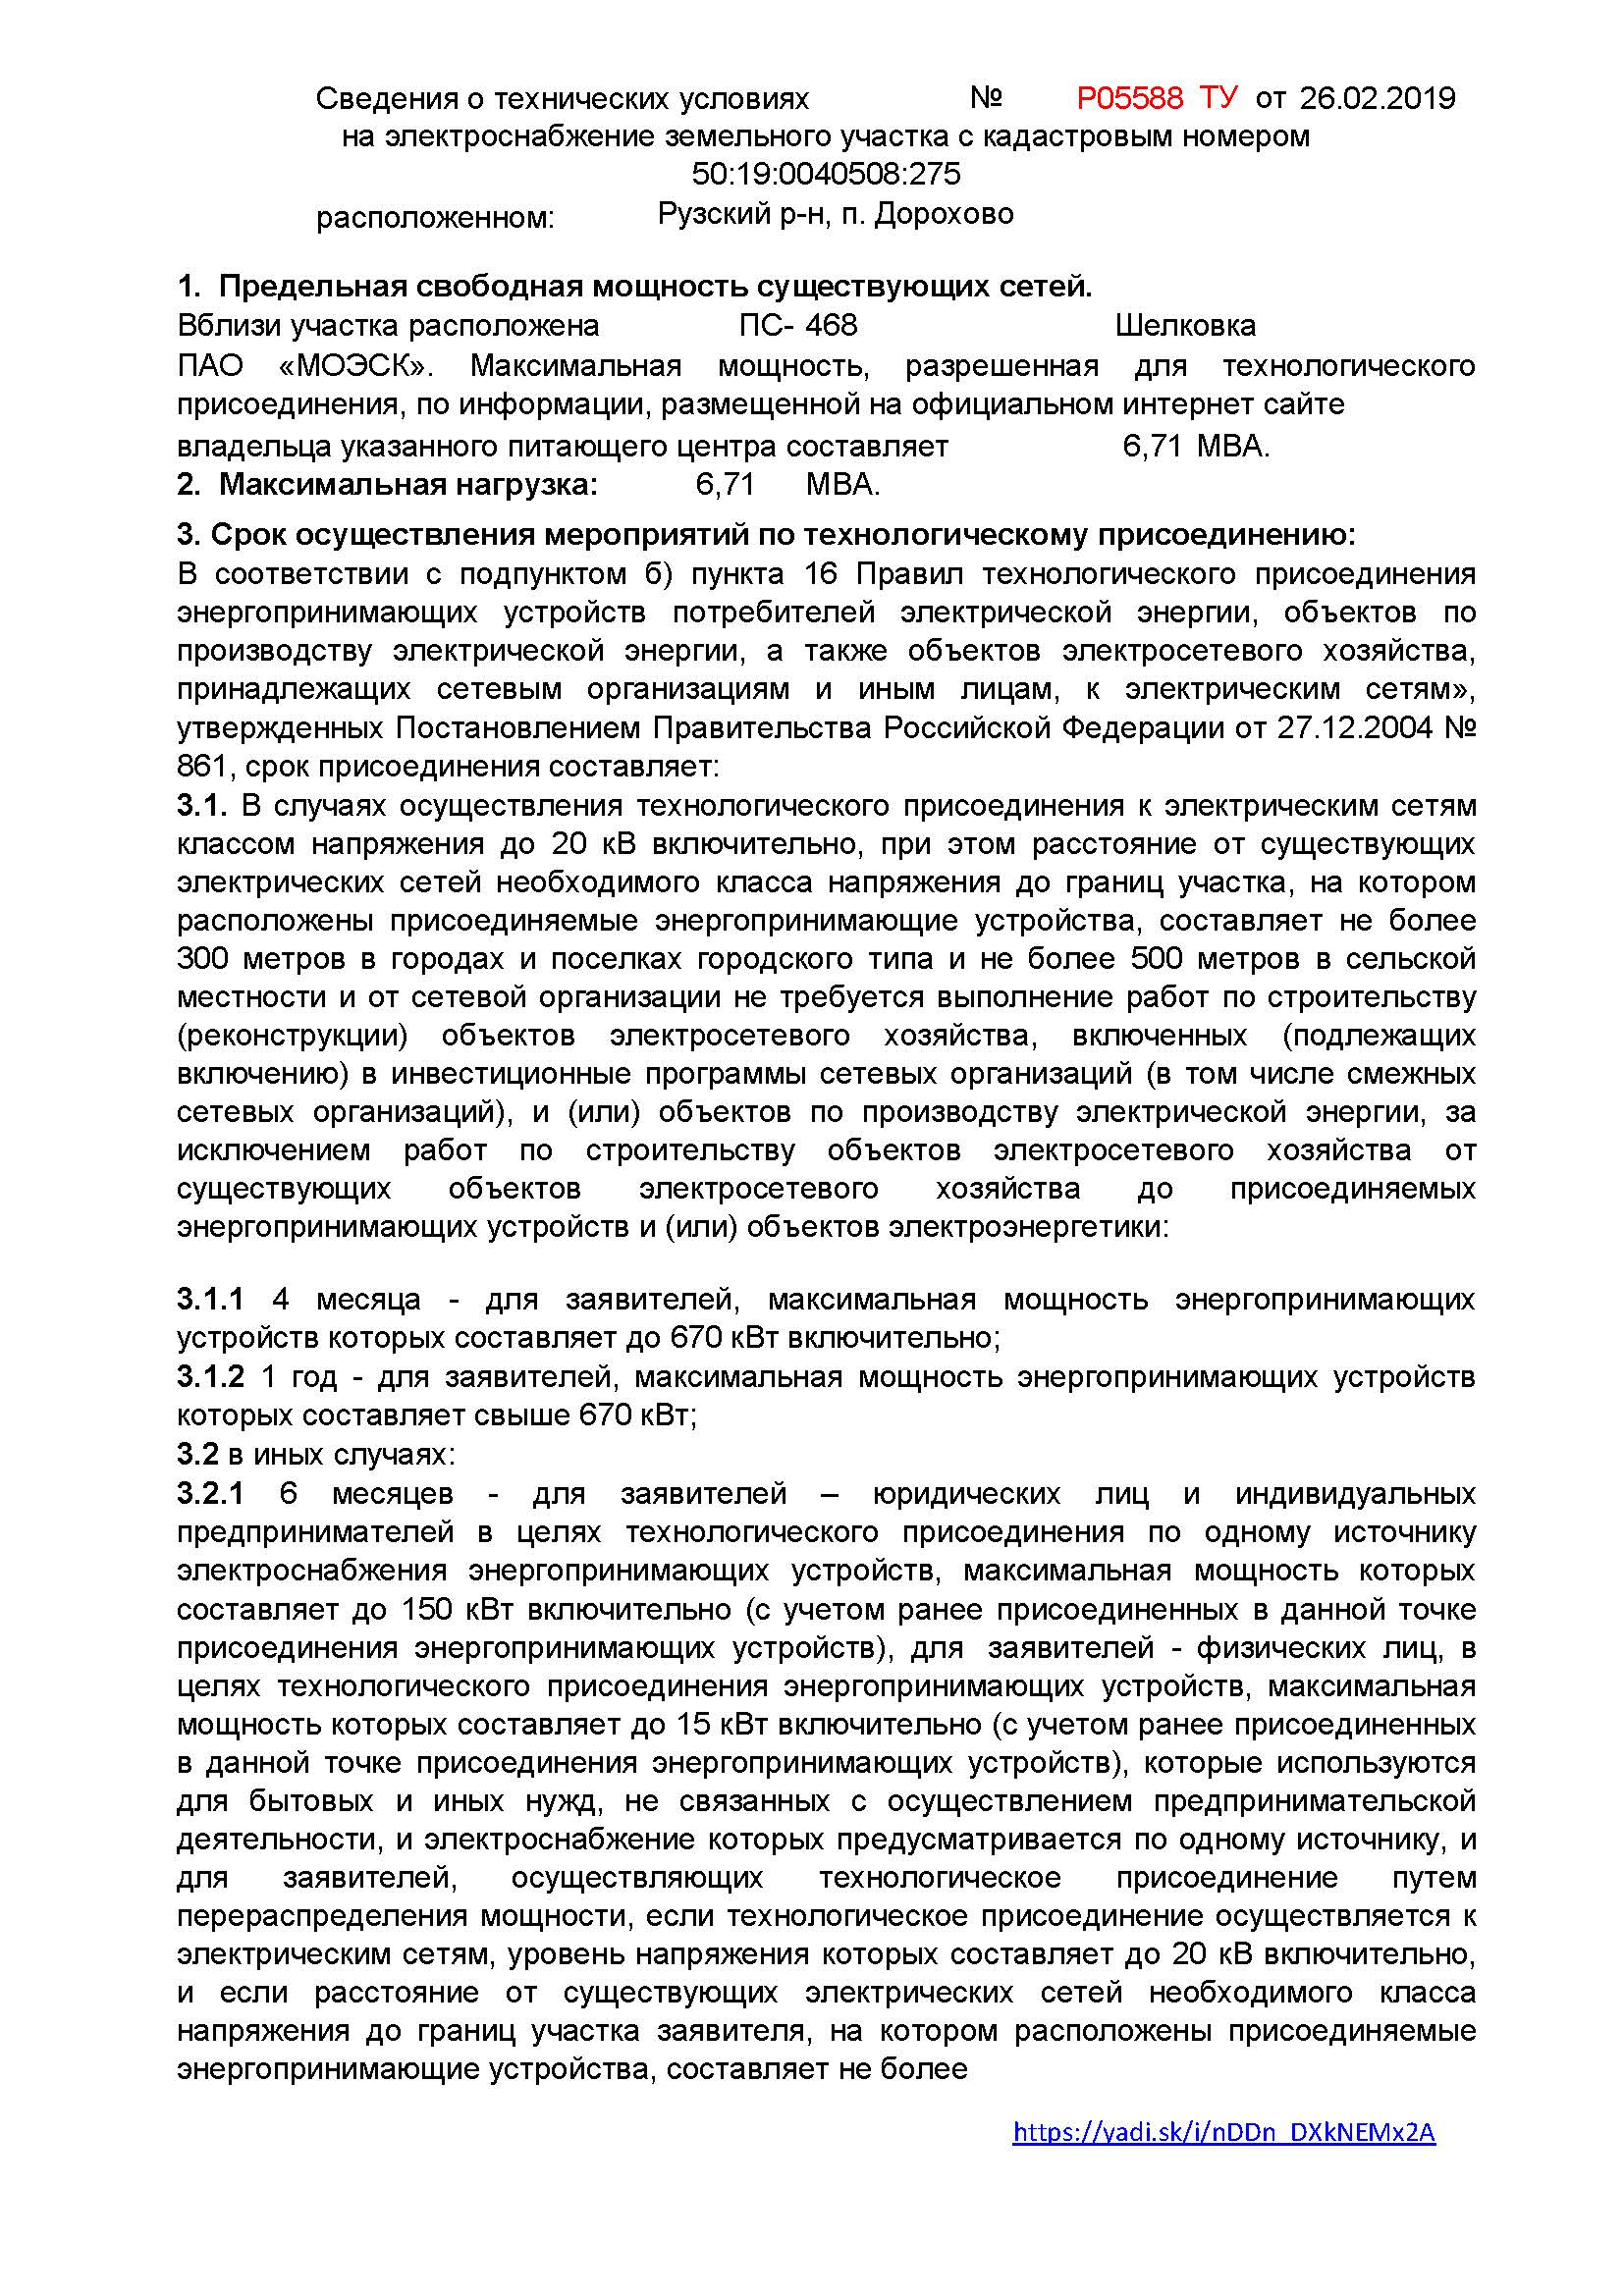 Сведения о технических условиях № Р05588 ТУ от 26.02.2019
на электроснабжение земельного участка с кадастровым номером
50:19:0040508:275
расположенном: Рузский р-н, п. Дорохово
1. Предельная свободная мощность существующих сетей.
Вблизи участка расположена ПС- 468 Шелковка
ПАО «МОЭСК». Максимальная мощность, разрешенная для технологического
присоединения, по информации, размещенной на официальном интернет сайте
владельца указанного питающего центра составляет 6,71 МВА.
2. Максимальная нагрузка: 6,71 МВА.
3. Срок осуществления мероприятий по технологическому присоединению:
В соответствии с подпунктом б) пункта 16 Правил технологического присоединения
энергопринимающих устройств потребителей электрической энергии, объектов по
производству электрической энергии, а также объектов электросетевого хозяйства,
принадлежащих сетевым организациям и иным лицам, к электрическим сетям»,
утвержденных Постановлением Правительства Российской Федерации от 27.12.2004 №
861, срок присоединения составляет:
3.1. В случаях осуществления технологического присоединения к электрическим сетям
классом напряжения до 20 кВ включительно, при этом расстояние от существующих
электрических сетей необходимого класса напряжения до границ участка, на котором
расположены присоединяемые энергопринимающие устройства, составляет не более
300 метров в городах и поселках городского типа и не более 500 метров в сельской
местности и от сетевой организации не требуется выполнение работ по строительству
(реконструкции) объектов электросетевого хозяйства, включенных (подлежащих
включению) в инвестиционные программы сетевых организаций (в том числе смежных
сетевых организаций), и (или) объектов по производству электрической энергии, за
исключением работ по строительству объектов электросетевого хозяйства от
существующих объектов электросетевого хозяйства до присоединяемых
энергопринимающих устройств и (или) объектов электроэнергетики:
3.1.1 4 месяца - для заявителей, максимальная мощность энергопринимающих
устройств которых составляет до 670 кВт включительно;
3.1.2 1 год - для заявителей, максимальная мощность энергопринимающих устройств
которых составляет свыше 670 кВт;
3.2 в иных случаях:
3.2.1 6 месяцев - для заявителей – юридических лиц и индивидуальных
предпринимателей в целях технологического присоединения по одному источнику
электроснабжения энергопринимающих устройств, максимальная мощность которых
составляет до 150 кВт включительно (с учетом ранее присоединенных в данной точке
присоединения энергопринимающих устройств), для заявителей - физических лиц, в
целях технологического присоединения энергопринимающих устройств, максимальная
мощность которых составляет до 15 кВт включительно (с учетом ранее присоединенных
в данной точке присоединения энергопринимающих устройств), которые используются
для бытовых и иных нужд, не связанных с осуществлением предпринимательской
деятельности, и электроснабжение которых предусматривается по одному источнику, и
для заявителей, осуществляющих технологическое присоединение путем
перераспределения мощности, если технологическое присоединение осуществляется к
электрическим сетям, уровень напряжения которых составляет до 20 кВ включительно,
и если расстояние от существующих электрических сетей необходимого класса
напряжения до границ участка заявителя, на котором расположены присоединяемые
энергопринимающие устройства, составляет не более
https://yadi.sk/i/nDDn_DXkNEMx2A